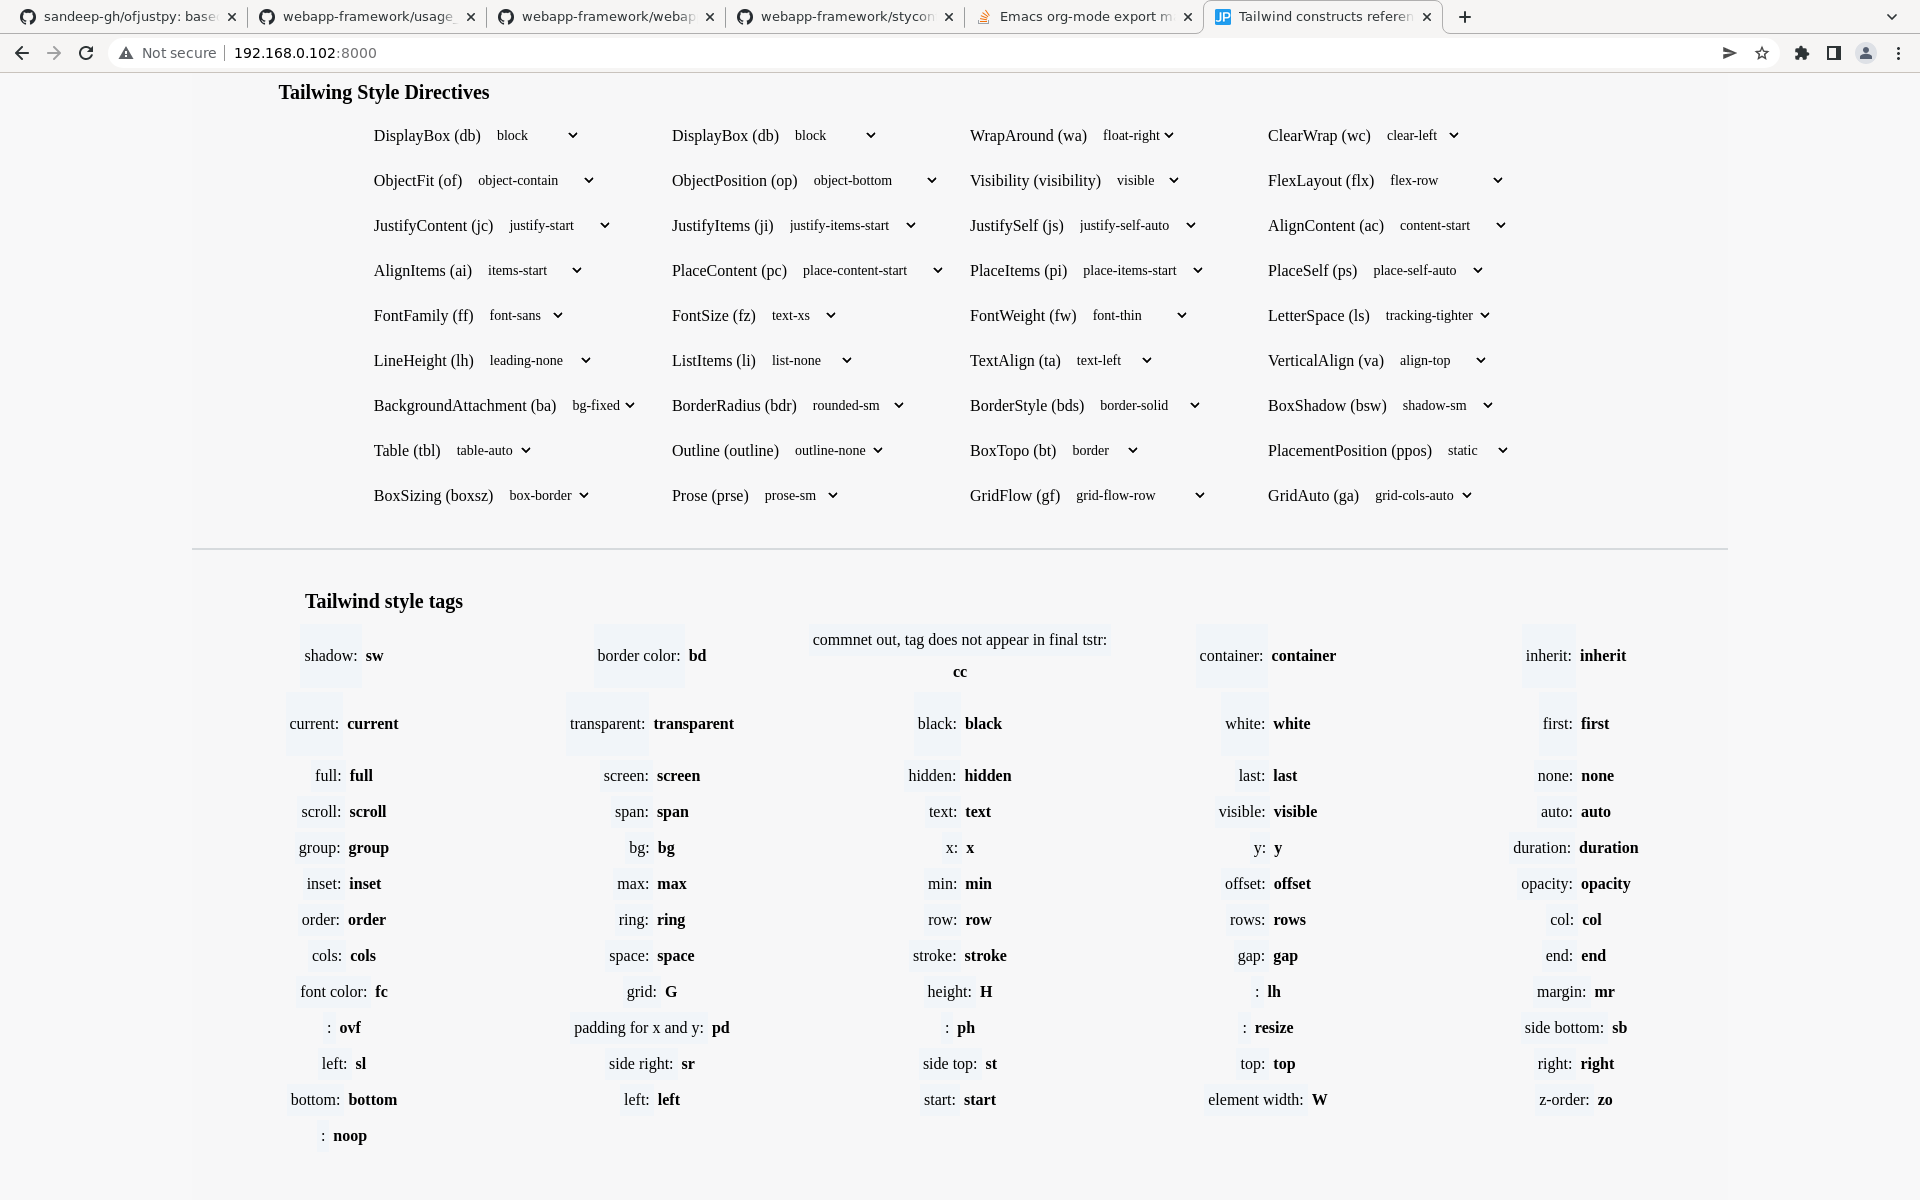 sandeep-gh/ofjustpy: base
webapp-framework/usage_
webapp-framework/webap
webapp-framework/stycon
Emacs org-mode export m
Tailwind constructs referen
Not secure 192.168.0.102:8000
Tailwing Style Directives
DisplayBox (db) block DisplayBox (db) block WrapAround (wa) float-right ClearWrap (wc) clear-left
ObjectFit (of) object-contain ObjectPosition (op) object-bottom Visibility (visibility) visible FlexLayout (flx) flex-row
JustifyContent (jc) justify-start JustifyItems (ji) justify-items-start JustifySelf (js) justify-self-auto AlignContent (ac) content-start
AlignItems (ai) items-start PlaceContent (pc) place-content-start PlaceItems (pi) place-items-start PlaceSelf (ps) place-self-auto
FontFamily (ff) font-sans FontSize (fz) text-xs FontWeight (fw) font-thin LetterSpace (ls) tracking-tighter
LineHeight (lh) leading-none ListItems (li) list-none TextAlign (ta) text-left VerticalAlign (va) align-top
BackgroundAttachment (ba) bg-fixed BorderRadius (bdr) rounded-sm BorderStyle (bds) border-solid BoxShadow (bsw) shadow-sm
Table (tbl) table-auto Outline (outline) outline-none BoxTopo (bt) border PlacementPosition (ppos) static
BoxSizing (boxsz) box-border Prose (prse) prose-sm GridFlow (gf) grid-flow-row GridAuto (ga) grid-cols-auto
Tailwind style tags
shadow: sw border color: bd commnet out, tag does not appear in final tstr: container: container inherit: inherit
cc
current: current transparent: transparent black: black white: white first: first
full: full screen: screen hidden: hidden last: last none: none
scroll: scroll span: span text: text visible: visible auto: auto
group: group bg: bg x: x y: y duration: duration
inset: inset max: max min: min offset: offset opacity: opacity
order: order ring: ring row: row rows: rows col: col
cols: cols space: space stroke: stroke gap: gap end: end
font color: fc grid: G height: H : lh margin: mr
: ovf padding for x and y: pd : ph : resize side bottom: sb
left: sl side right: sr side top: st top: top right: right
bottom: bottom left: left start: start element width: W z-order: zo
: noop